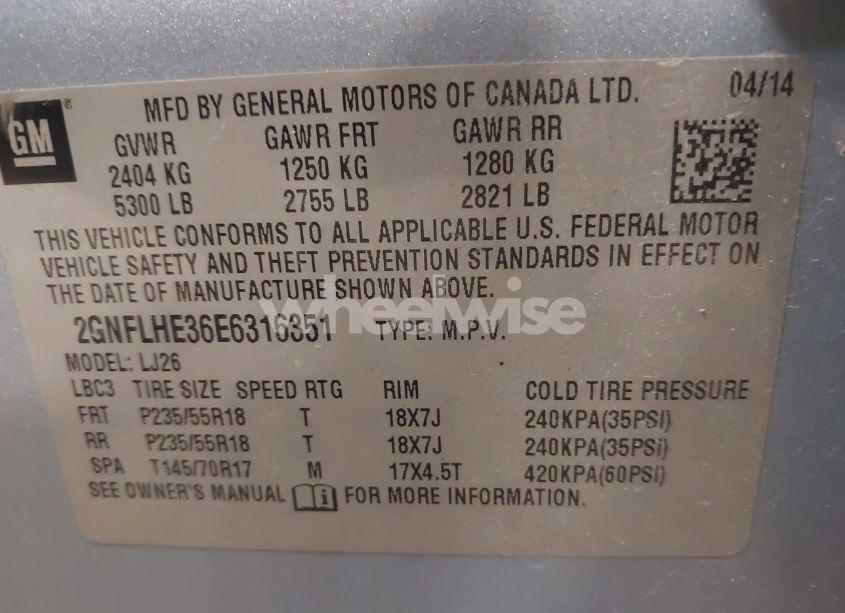 GM
®
MFD BY GENERAL MOTORS OF CANADA LTD. 04/14
GVWR GAWR FRT GAWR RR
2404 KG 1250 KG 1280 KG
5300 LB 2755 LB 2821 LB
THIS VEHICLE CONFORMS TO ALL APPLICABLE U.S. FEDERAL MOTOR
VEHICLE SAFETY AND THEFT PREVENTION STANDARDS IN EFFECT ON
THE DATE OF MANUFACTURE SHOWN ABOVE.
wheelwise
2GNFLHE36E6316351 TYPE: M.P.V.
MODEL: LJ26
LBC3 TIRE SIZE SPEED RTG RIM COLD TIRE PRESSURE
FRT P235/55R18 T 18X7J 240KPA(35PSI)
RR P235/55R18 T 18X7J 240KPA(35PSI)
SPA T145/70R17 M 17X4.5T 420KPA(60PSI)
SEE OWNER'S MANUAL i FOR MORE INFORMATION.